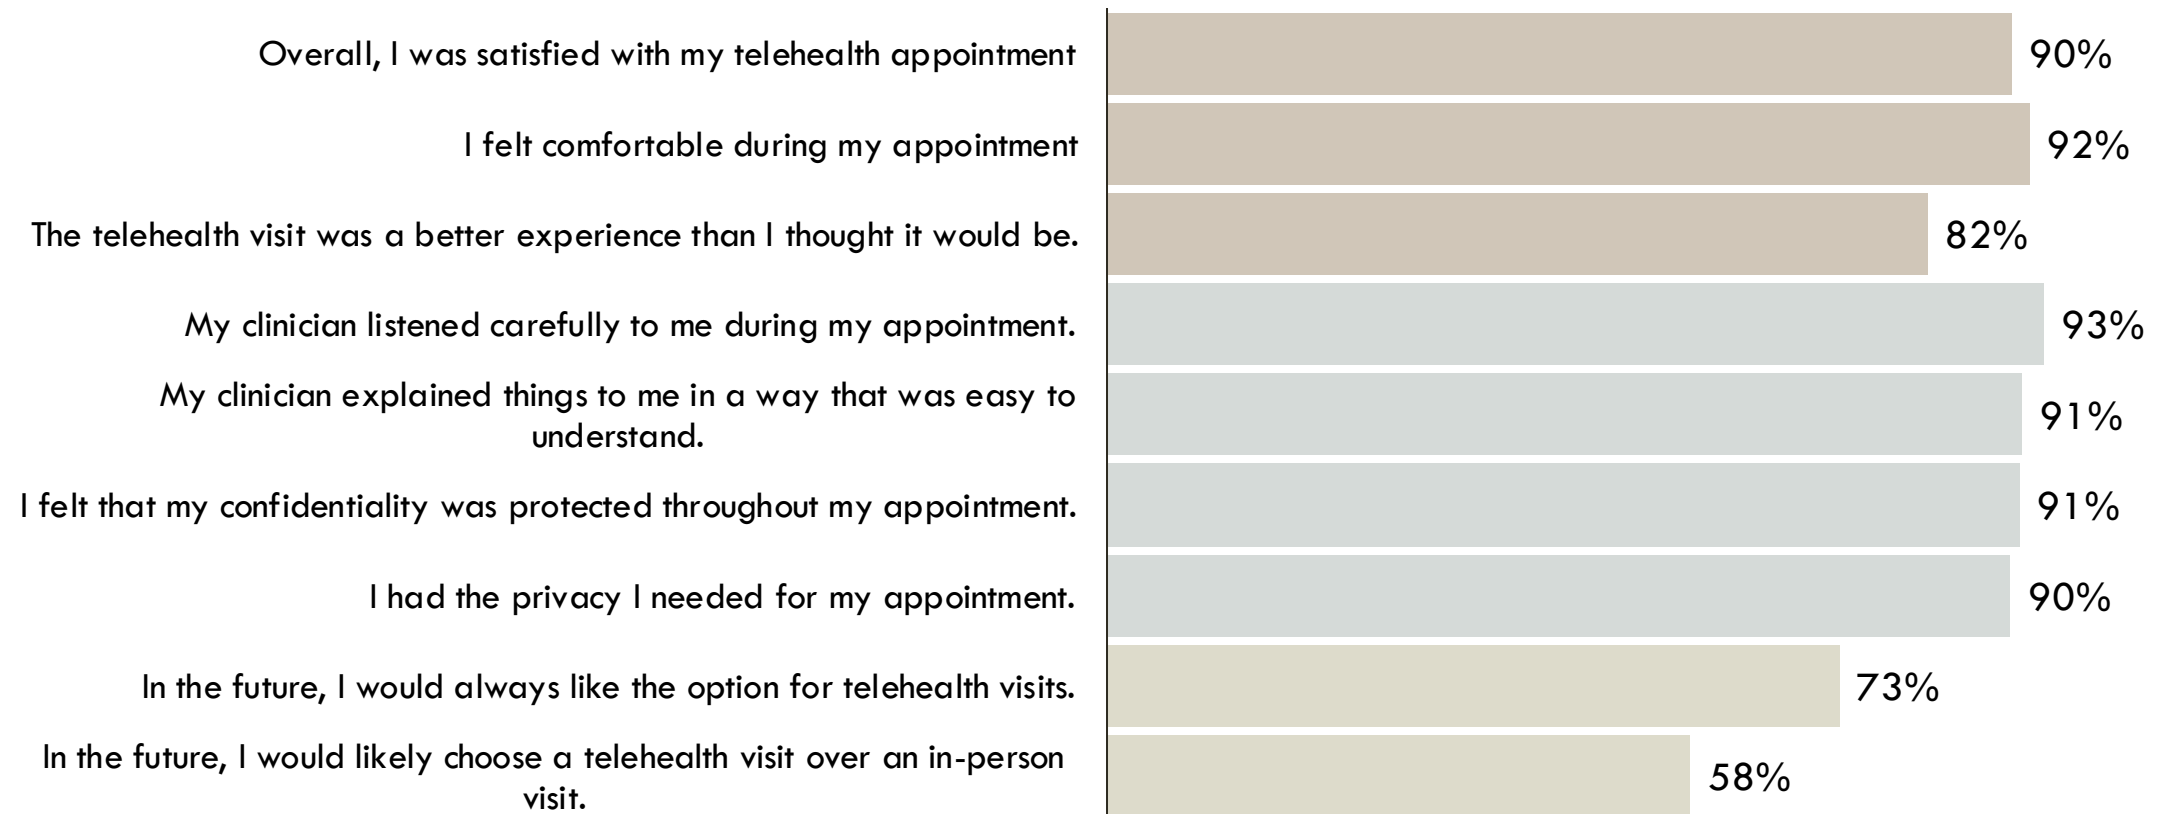 Overall, I was satisfied with my telehealth appointment
90%
I felt comfortable during my appointment
92%
The telehealth visit was a better experience than I thought it would be.
82%
My clinician listened carefully to me during my appointment.
93%
My clinician explained things to me in a way that was easy to
understand.
91%
I felt that my confidentiality was protected throughout my appointment.
91%
I had the privacy I needed for my appointment.
90%
In the future, I would always like the option for telehealth visits.
73%
In the future, I would likely choose a telehealth visit over an in-person
visit.
58%